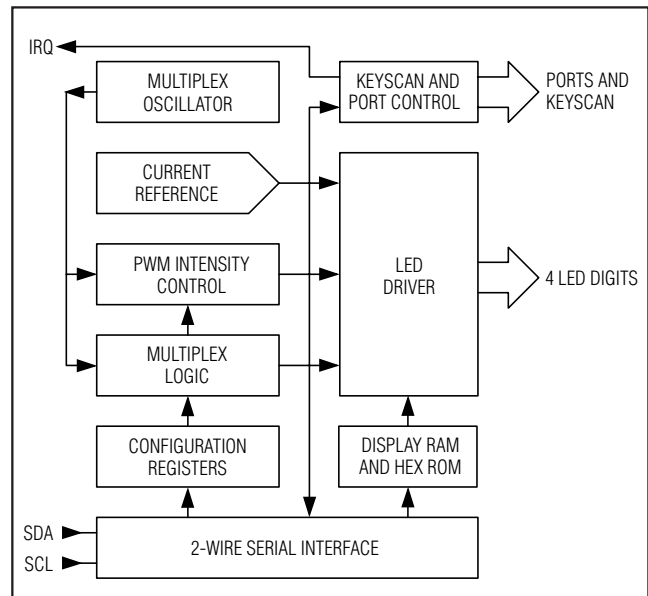 IRQ
MULTIPLEX
OSCILLATOR
KEYSCAN AND
PORT CONTROL
PORTS AND
KEYSCAN
CURRENT
REFERENCE
PWM INTENSITY
CONTROL
LED
DRIVER
4 LED DIGITS
MULTIPLEX
LOGIC
CONFIGURATION
REGISTERS
DISPLAY RAM
AND HEX ROM
SDA
SCL
2-WIRE SERIAL INTERFACE